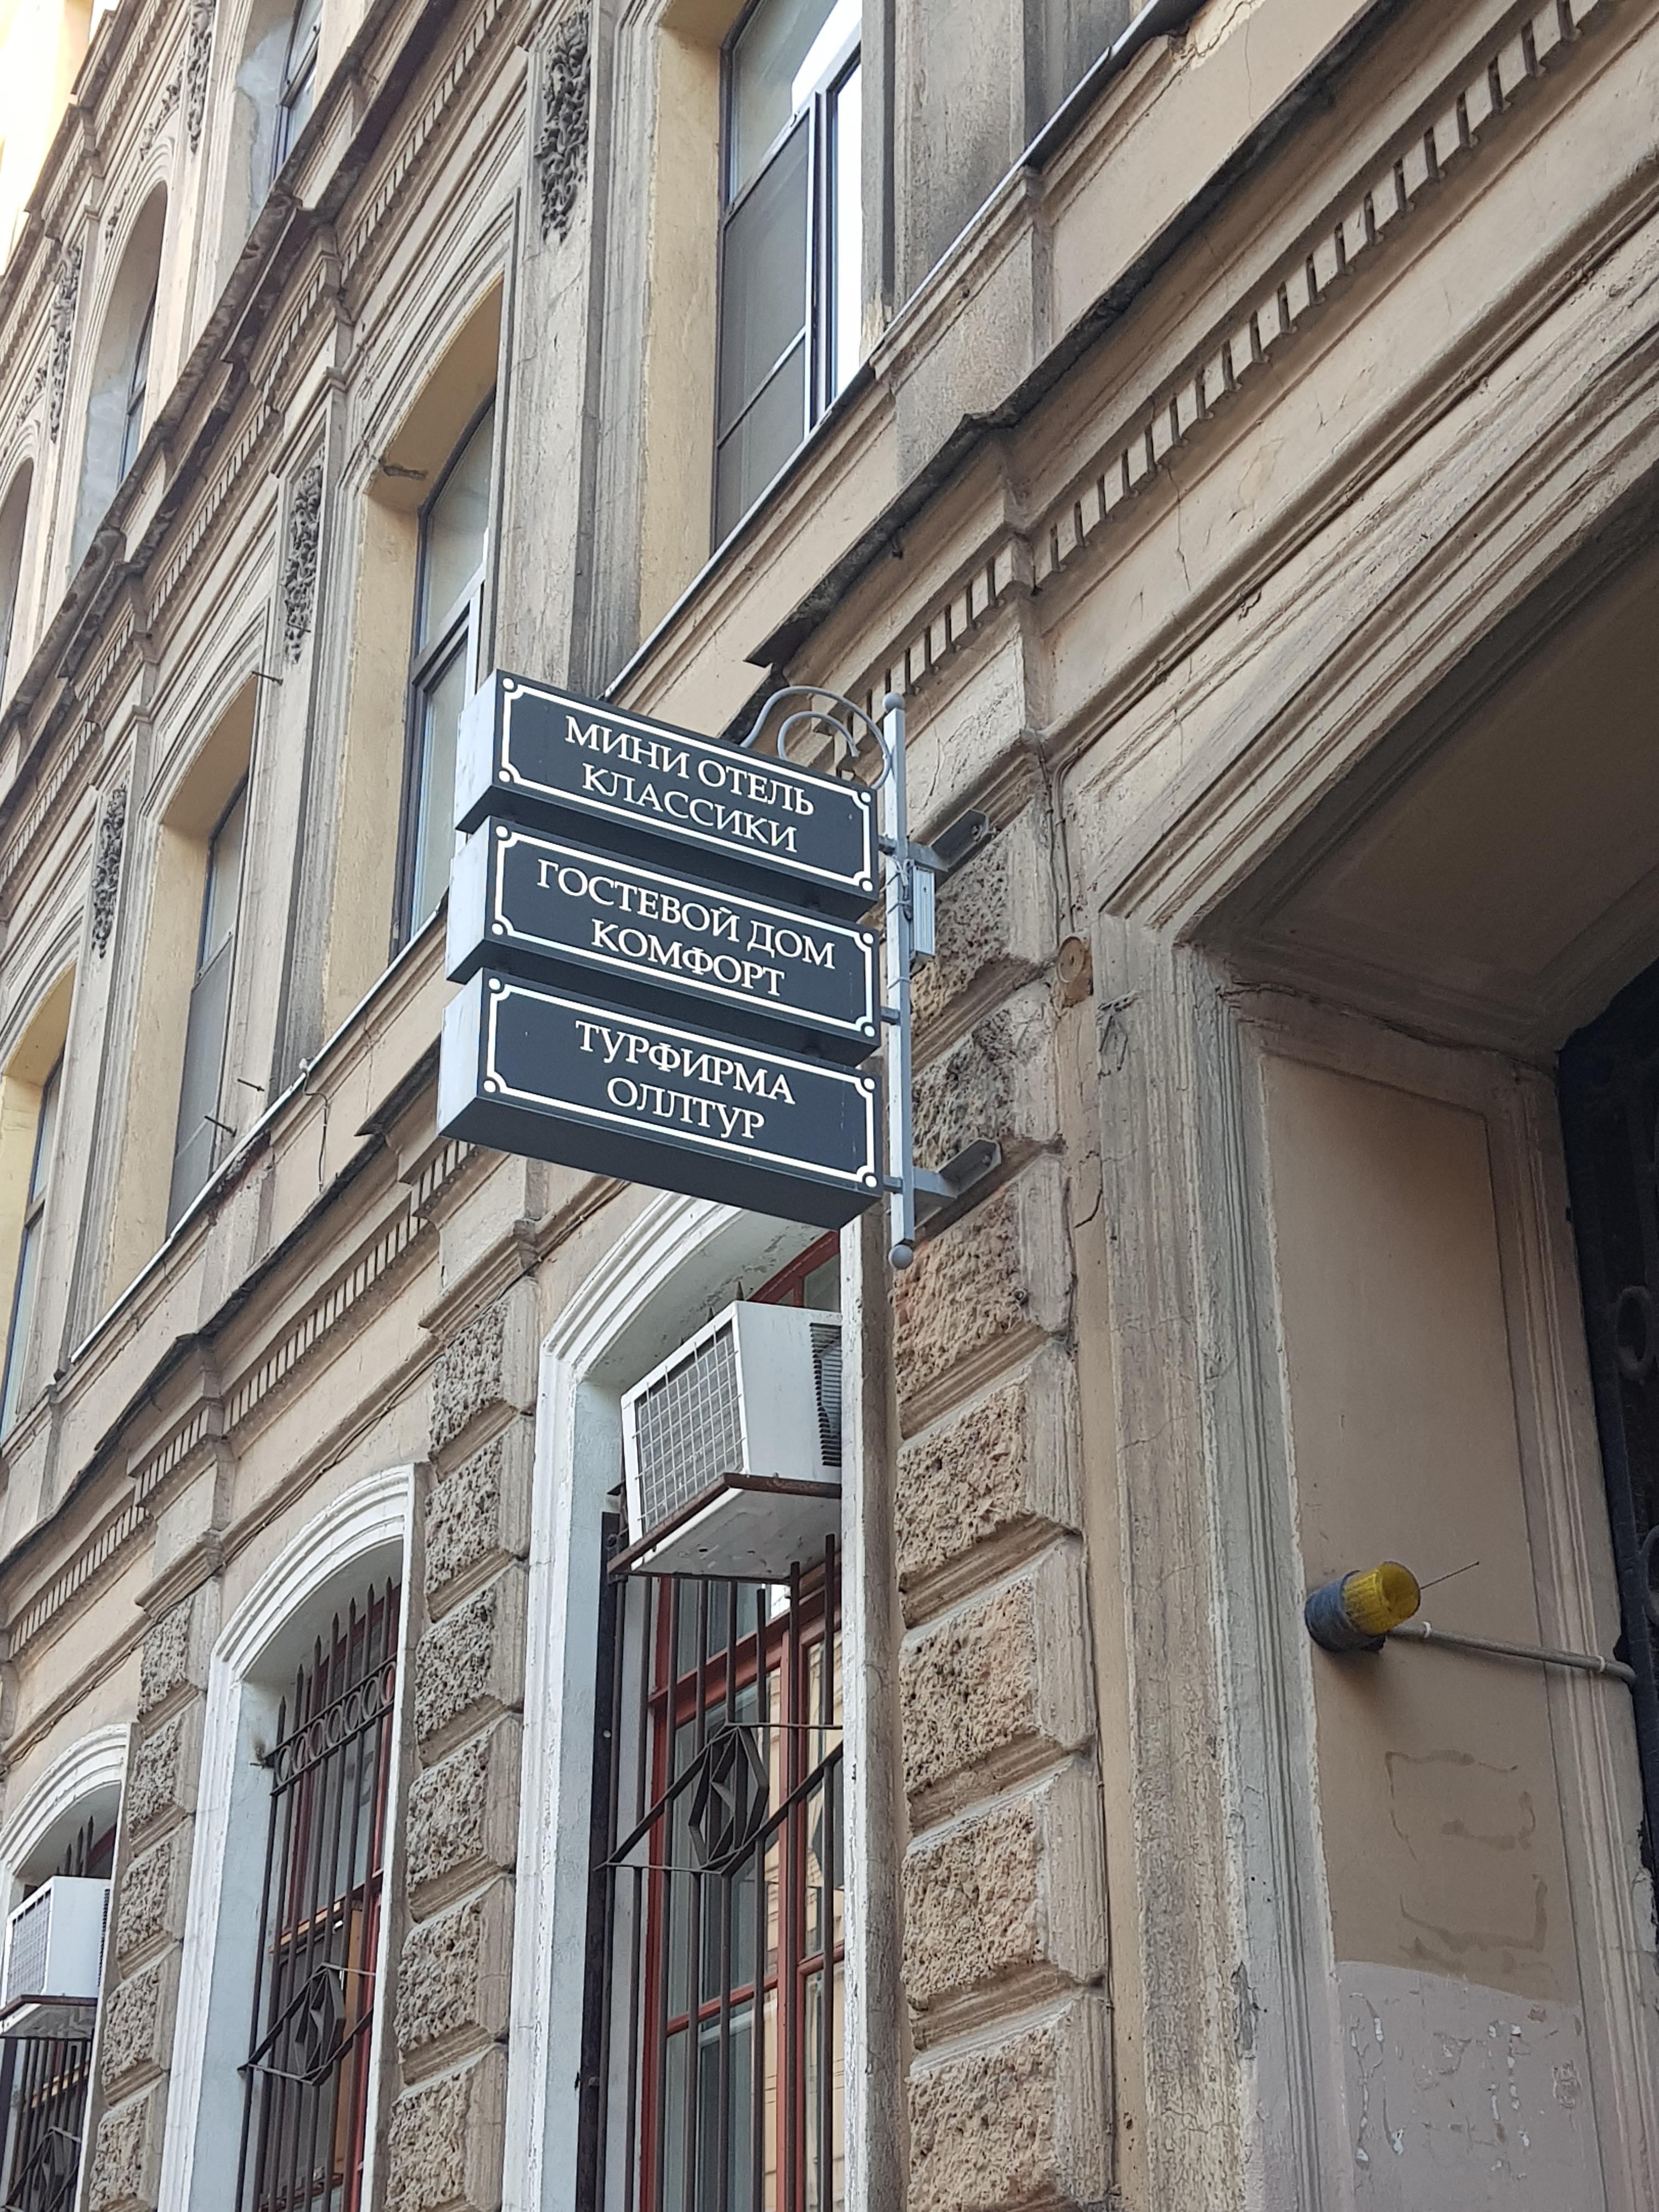 МИНИ ОТЕЛЬ
КЛАССИКИ
ГОСТЕВОЙ ДОМ
КОМФОРТ
ТУРФИРМА
ОЛЛТУР